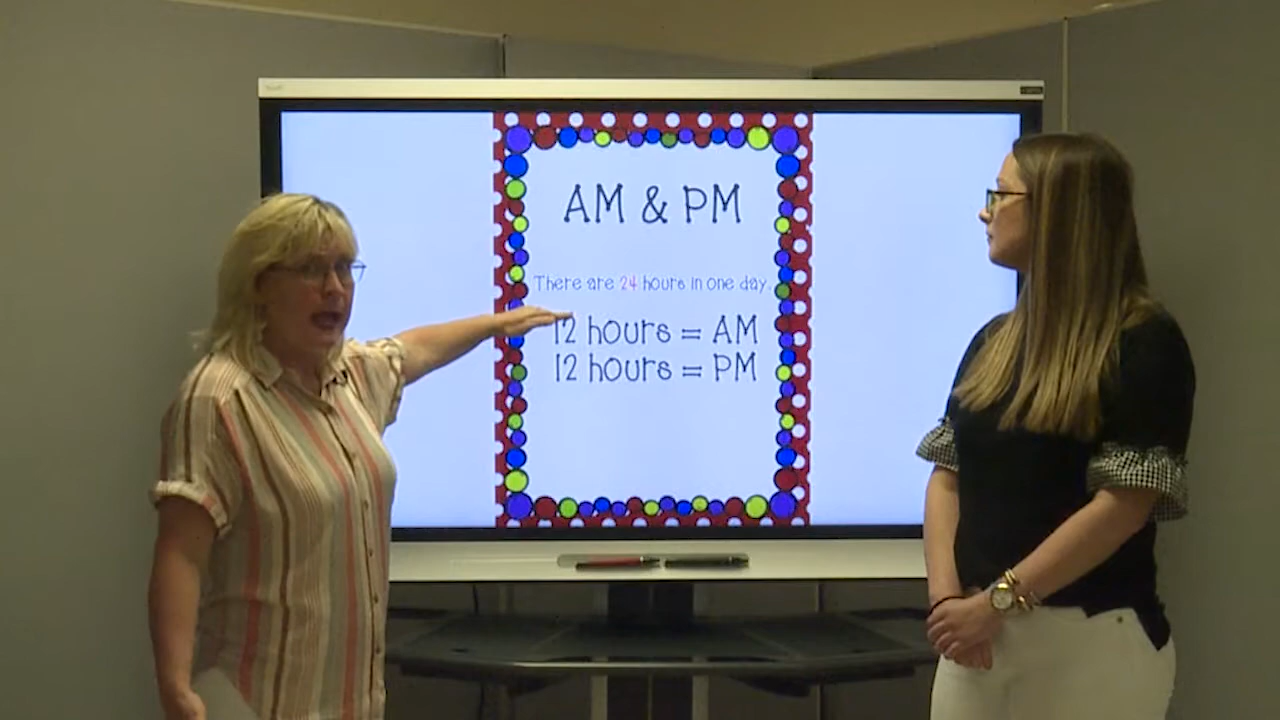 AM & PM
There are 24 hours in one day.
12 hours = AM
12 hours = PM